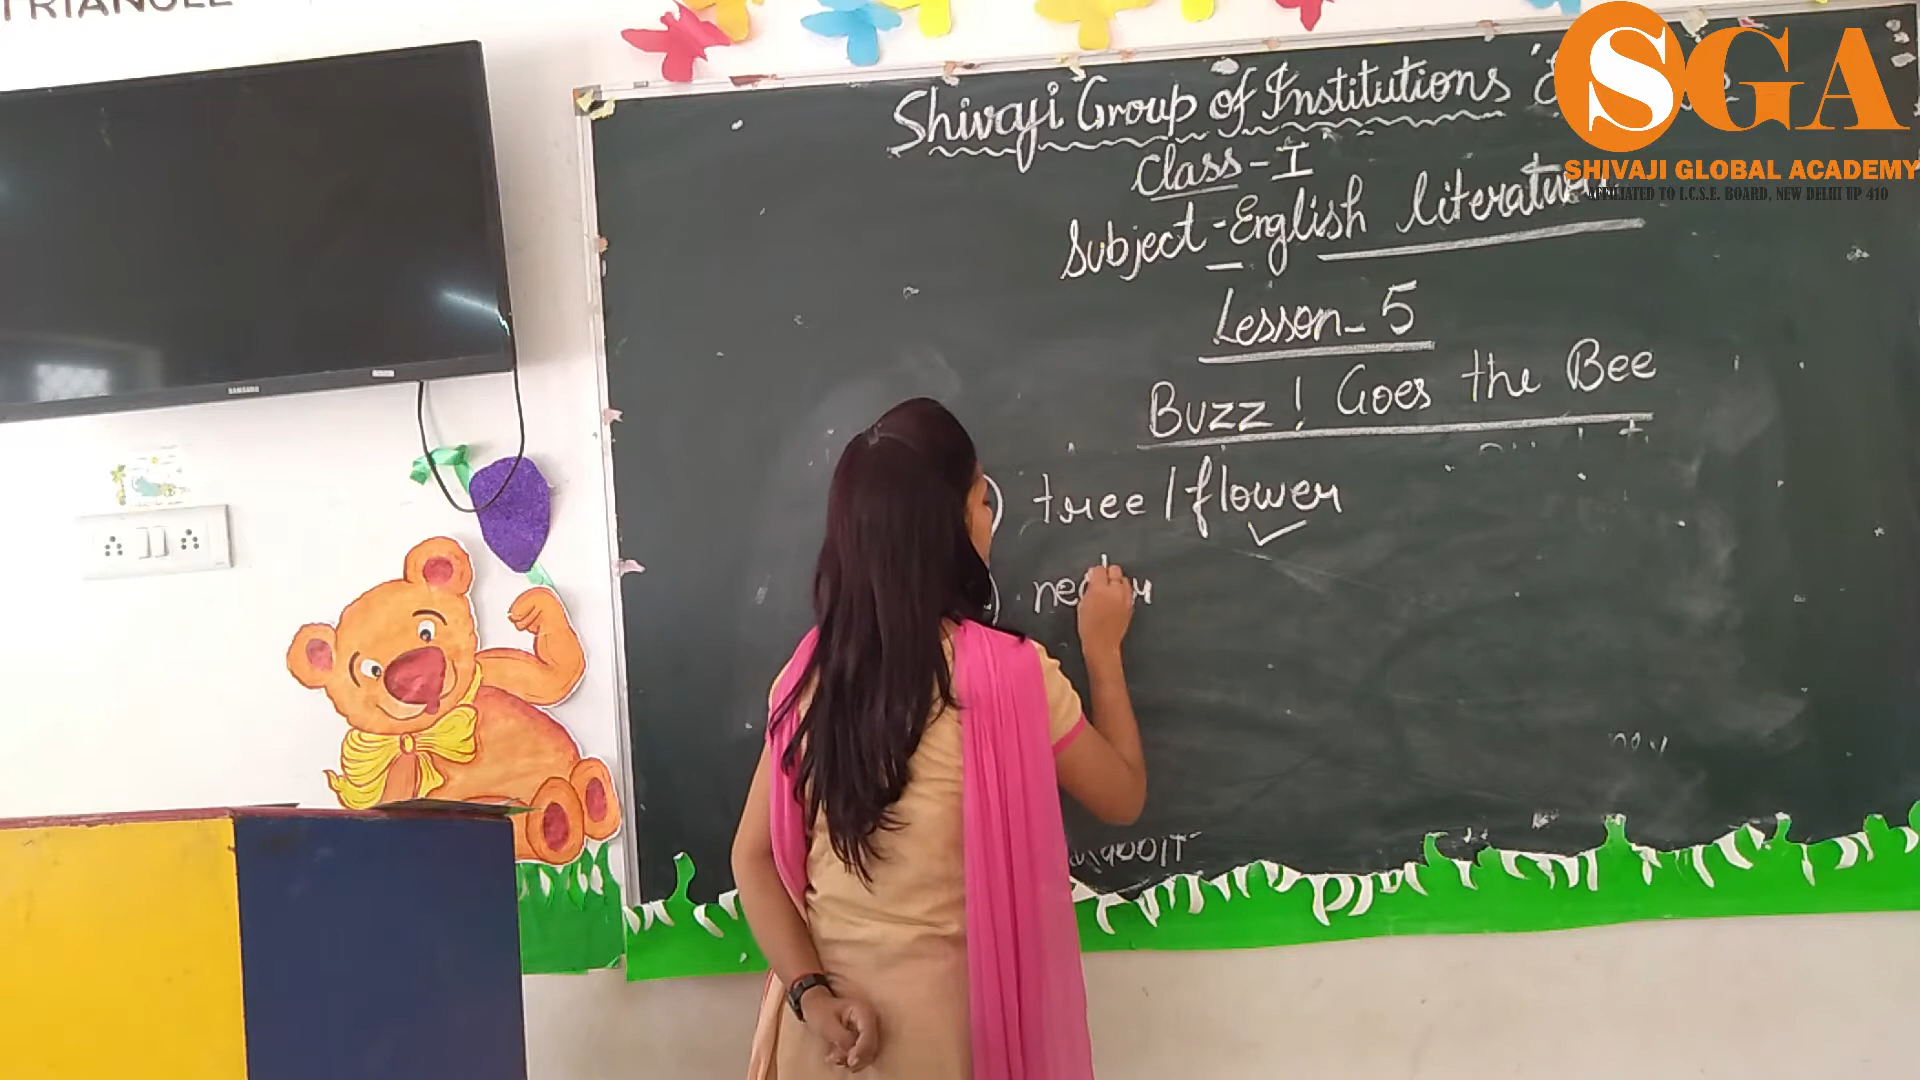 TRIANGLE
Shivaji Group of Institutions
Class - I
Subject - English literature
Lesson - 5
Buzz ! Goes the Bee
) tree / flower
)
SAMSUNG
SGA
SHIVAJI GLOBAL ACADEMY
AFFILIATED TO I.C.S.E. BOARD, NEW DELHI UP 410